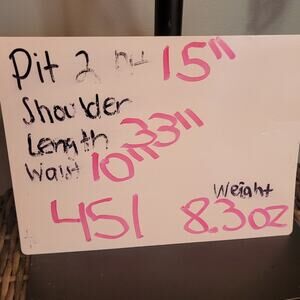 Pit 2 Pit 15"
Shoulder
Length 33"
Waist 10"
Weight
451 8.3oz